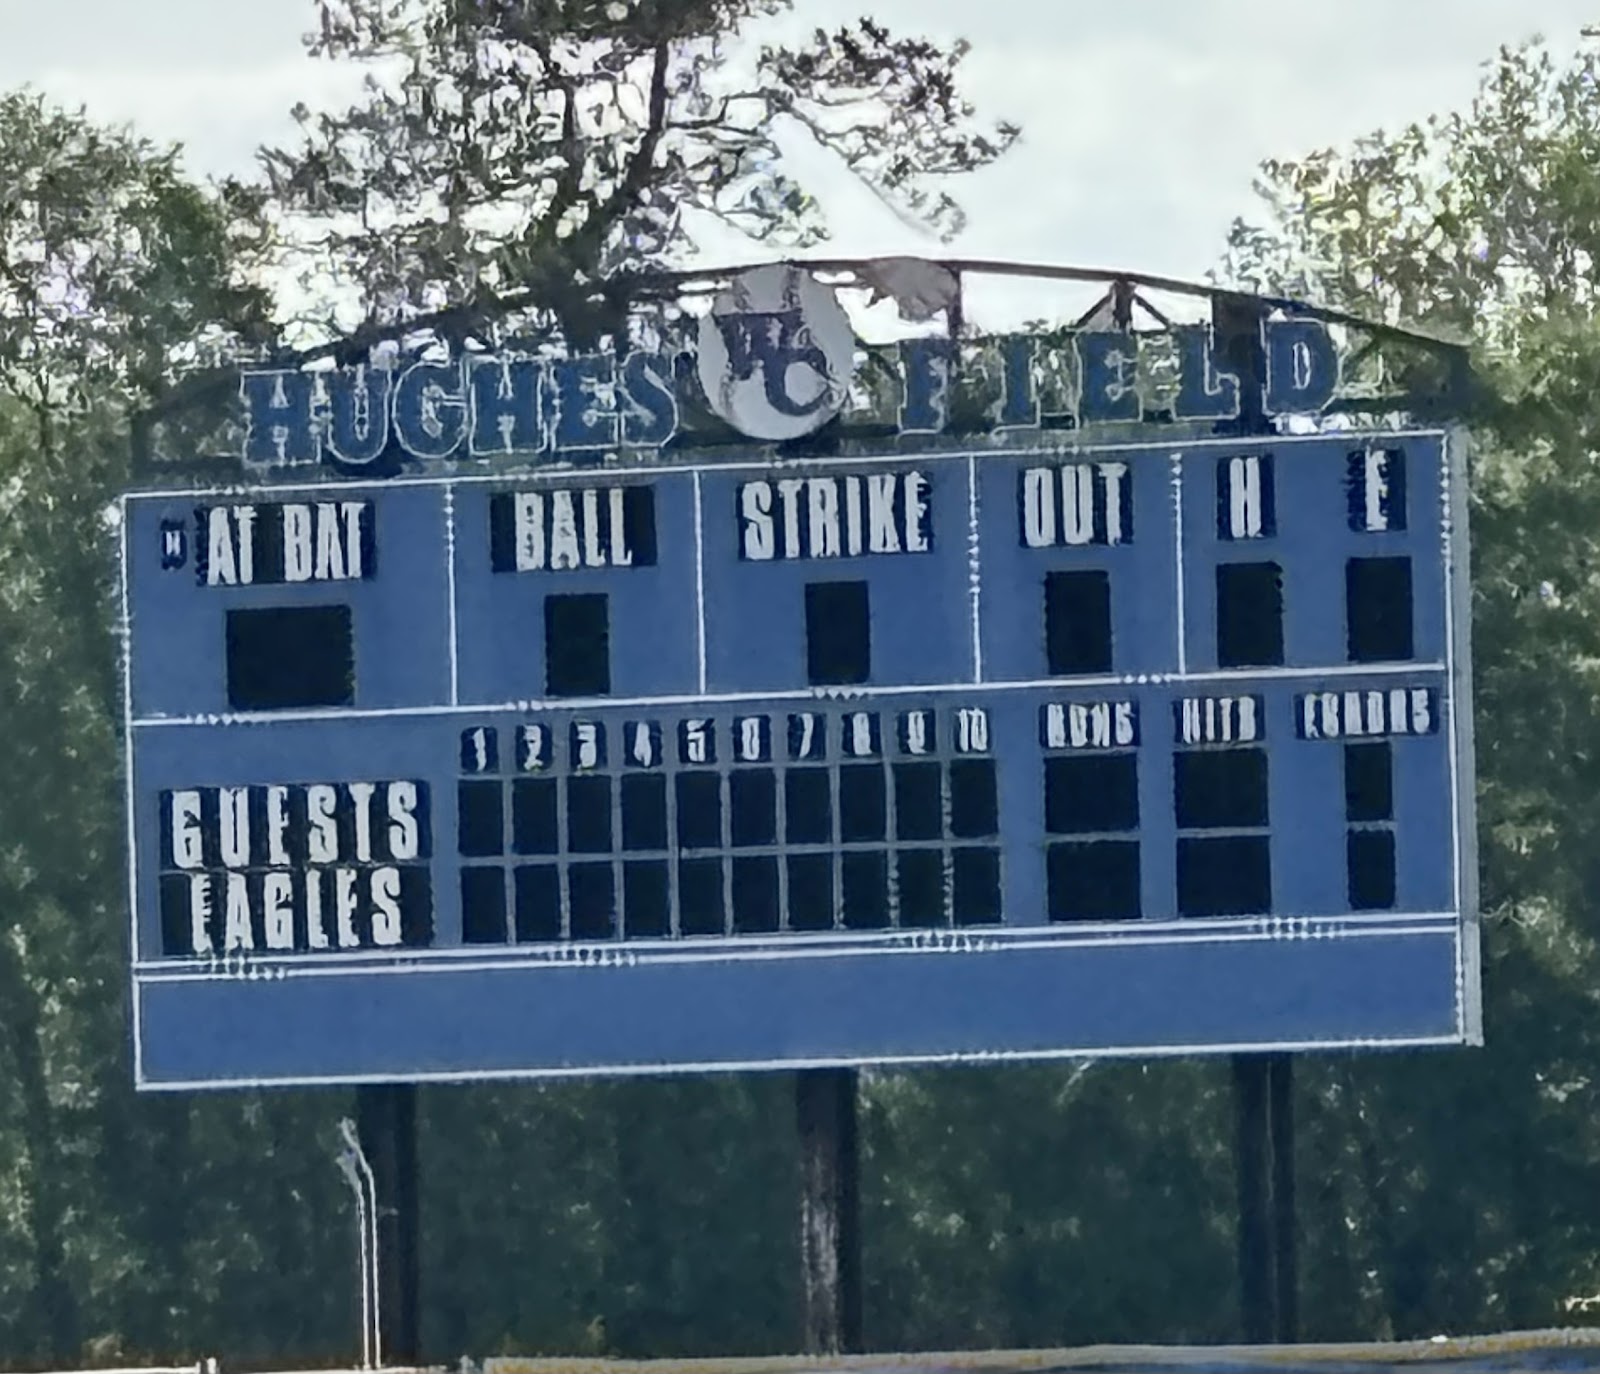 HUGHES FIELD
AT BAT BALL STRIKE OUT H E
1 2 3 4 5 6 7 8 9 10 RUNS HITS ERRORS
GUESTS
EAGLES